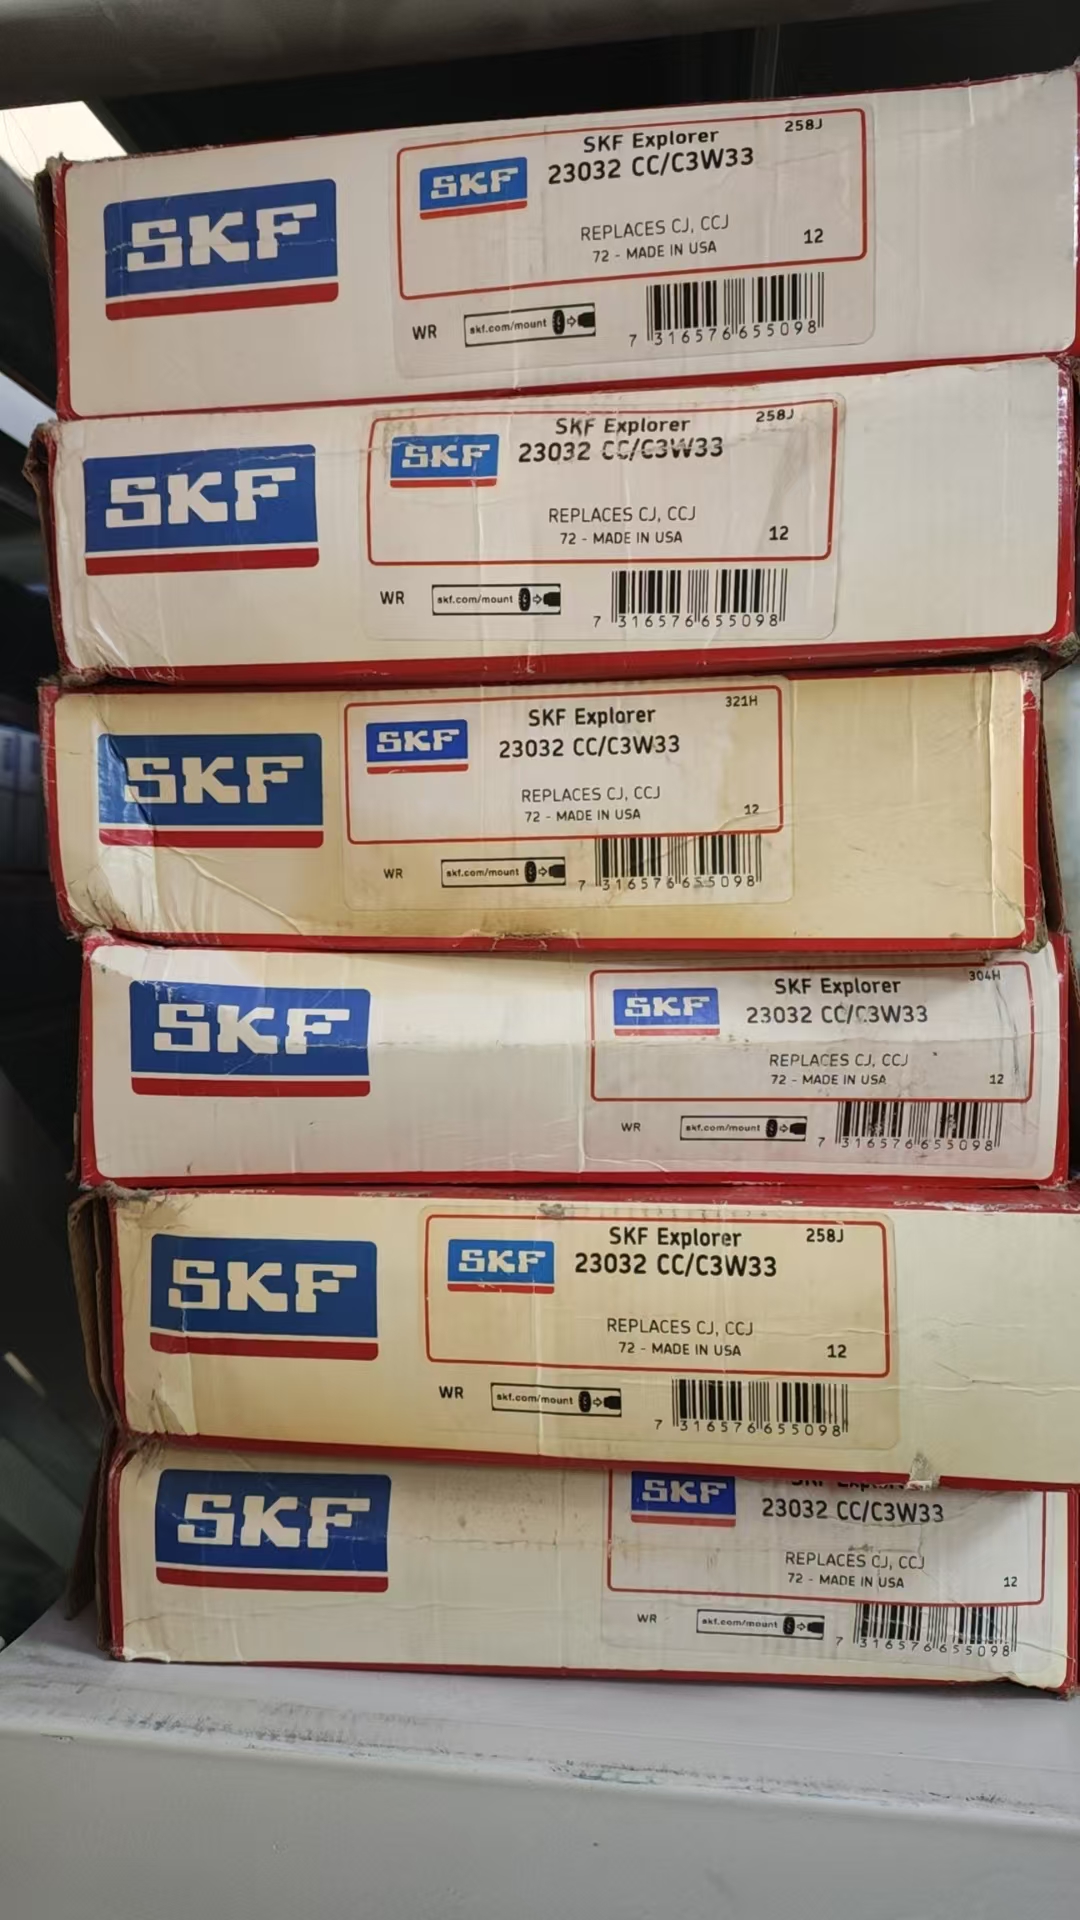 SKF
SKF
SKF Explorer
258J
23032 CC/C3W33
REPLACES CJ, CCJ
72 - MADE IN USA
12
WR
skf.com/mount
7 316576 655098
SKF
SKF
SKF Explorer
258J
23032 CC/C3W33
REPLACES CJ, CCJ
72 - MADE IN USA
12
WR
skf.com/mount
7 316576 655098
SKF
SKF
SKF Explorer
321H
23032 CC/C3W33
REPLACES CJ, CCJ
72 - MADE IN USA
12
WR
skf.com/mount
7 316576 655098
SKF
SKF
SKF Explorer
304H
23032 CC/C3W33
REPLACES CJ, CCJ
72 - MADE IN USA
12
WR
skf.com/mount
7 316576 655098
SKF
SKF
SKF Explorer
258J
23032 CC/C3W33
REPLACES CJ, CCJ
72 - MADE IN USA
12
WR
skf.com/mount
7 316576 655098
SKF
SKF
SKF Explorer
23032 CC/C3W33
REPLACES CJ, CCJ
72 - MADE IN USA
12
WR
skf.com/mount
7 316576 655098